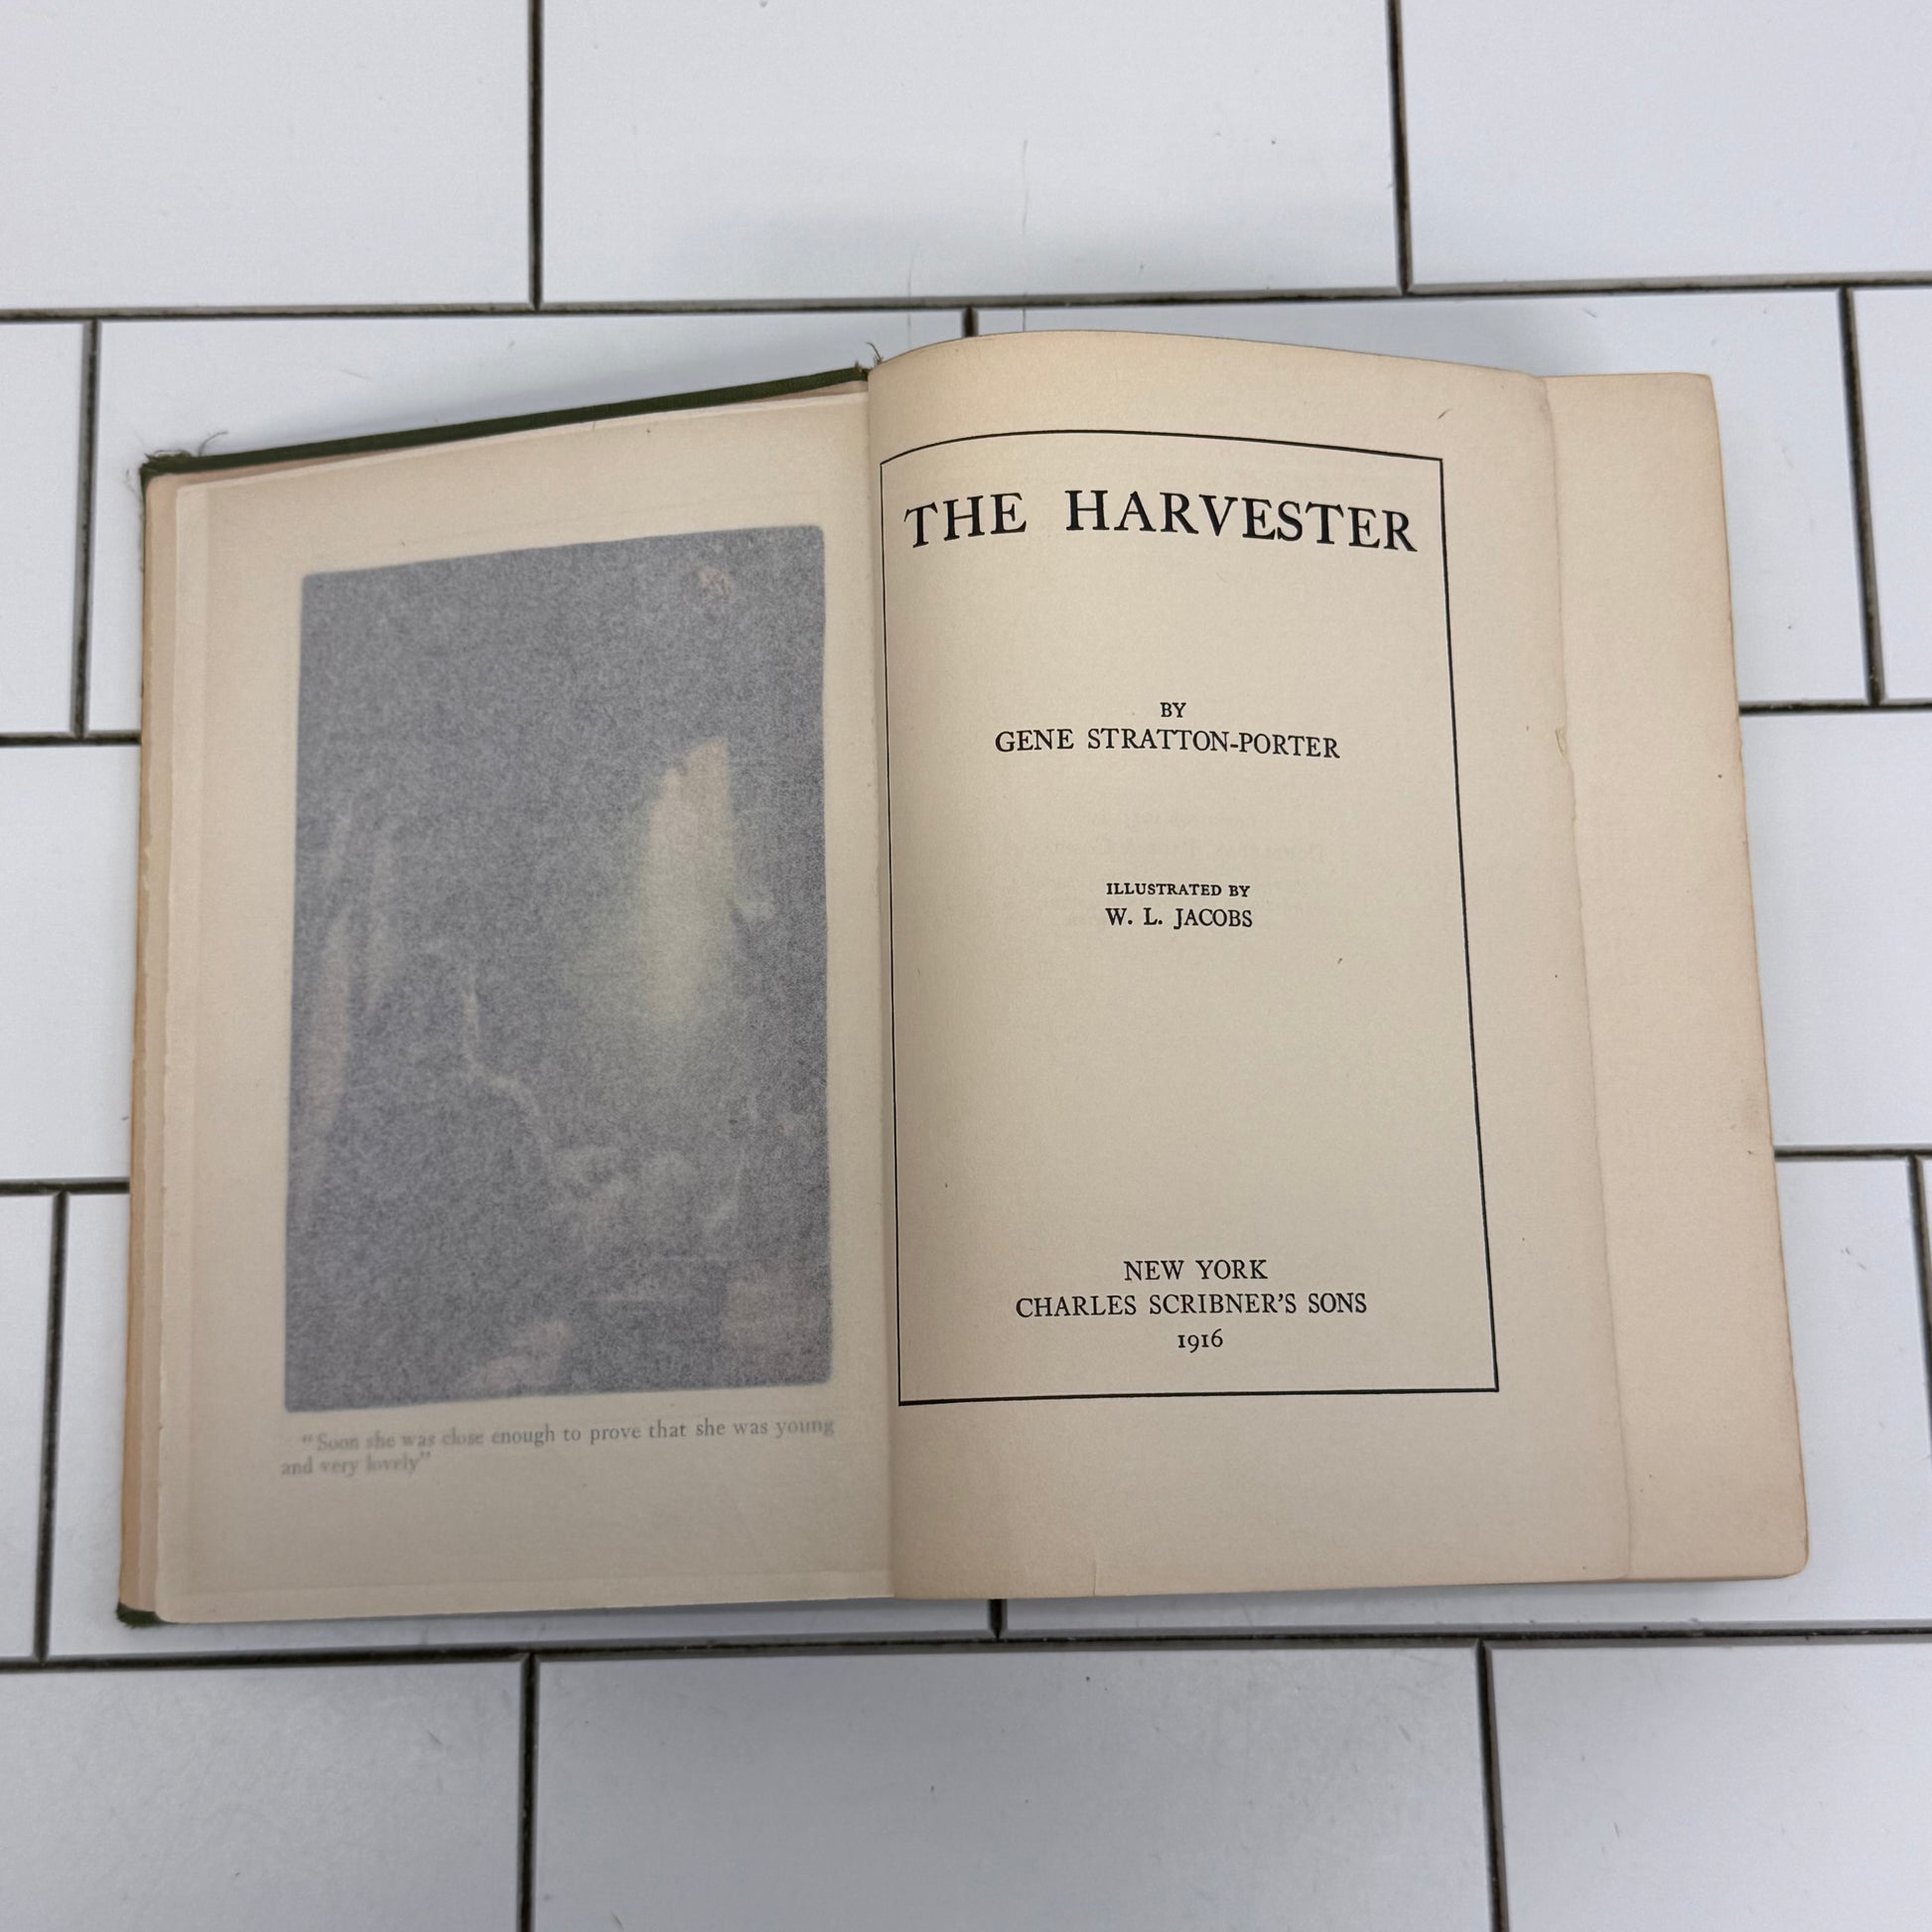 "Soon she was close enough to prove that she was young
and very lovely"
THE HARVESTER
BY
GENE STRATTON-PORTER
ILLUSTRATED BY
W. L. JACOBS
NEW YORK
CHARLES SCRIBNER'S SONS
1916